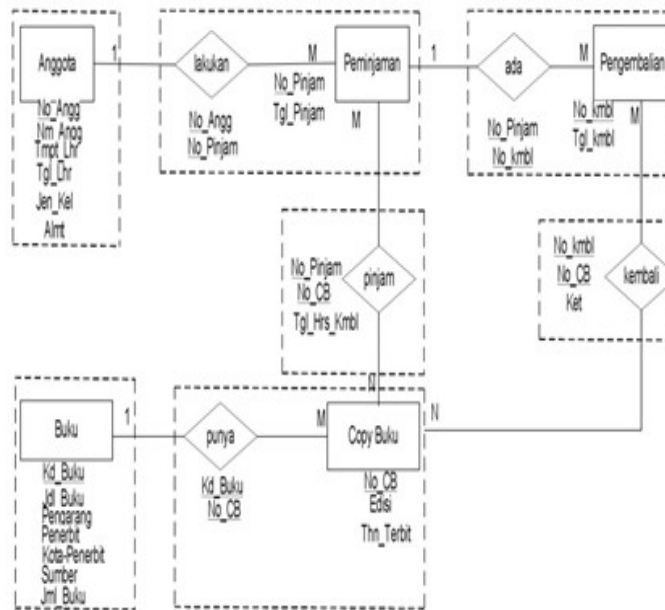 Anggota
1
lakukan
M
Peminjaman
1
ada
M
Pengembalian
No_Angg
Nm_Angg
Tmpt_Lhr
Tgl_Lhr
Jen_Kel
Almt
No_Angg
No_Pinjam
No_Pinjam
Tgl_Pinjam
M
No_Pinjam
No_kmbl
No_kmbl
Tgl_kmbl
M
No_Pinjam
No_CB
Tgl_Hrs_Kmbl
pinjam
No_kmbl
No_CB
Ket
kembali
N
Buku
1
punya
M
Copy Buku
N
Kd_Buku
Jdl_Buku
Pengarang
Penerbit
Kota-Penerbit
Sumber
Jml_Buku
Kd_Buku
No_CB
No_CB
Edisi
Thn_Terbit